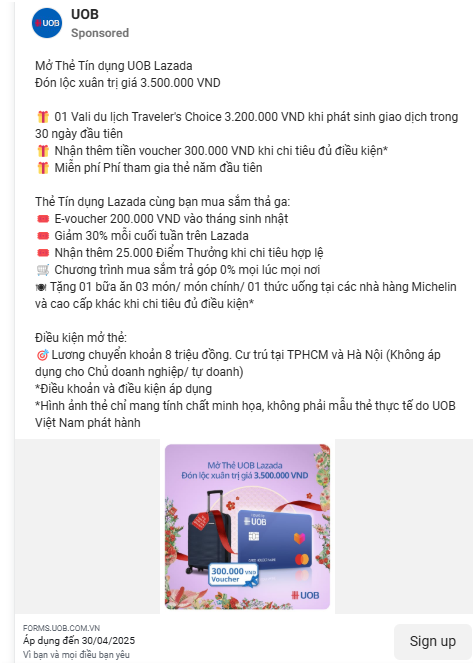 UOB
UOB
Sponsored
Mở Thẻ Tín dụng UOB Lazada
Đón lộc xuân trị giá 3.500.000 VND
🎁 01 Vali du lịch Traveler's Choice 3.200.000 VND khi phát sinh giao dịch trong
30 ngày đầu tiên
🎁 Nhận thêm tiền voucher 300.000 VND khi chi tiêu đủ điều kiện*
🎁 Miễn phí Phí tham gia thẻ năm đầu tiên
Thẻ Tín dụng Lazada cùng bạn mua sắm thả ga:
🎟 E-voucher 200.000 VND vào tháng sinh nhật
🎟 Giảm 30% mỗi cuối tuần trên Lazada
🎟 Nhận thêm 25.000 Điểm Thưởng khi chi tiêu hợp lệ
🛒 Chương trình mua sắm trả góp 0% mọi lúc mọi nơi
🍽 Tặng 01 bữa ăn 03 món/ món chính/ 01 thức uống tại các nhà hàng Michelin
và cao cấp khác khi chi tiêu đủ điều kiện*
Điều kiện mở thẻ:
🎯 Lương chuyển khoản 8 triệu đồng. Cư trú tại TPHCM và Hà Nội (Không áp
dụng cho Chủ doanh nghiệp/ tự doanh)
*Điều khoản và điều kiện áp dụng
*Hình ảnh thẻ chỉ mang tính chất minh họa, không phải mẫu thẻ thực tế do UOB
Việt Nam phát hành
Mở Thẻ UOB Lazada
Đón lộc xuân trị giá 3.500.000 VND
UOB
300.000 VND
Voucher
UOB
FORMS.UOB.COM.VN
Áp dụng đến 30/04/2025
Vì bạn và mọi điều bạn yêu
Sign up